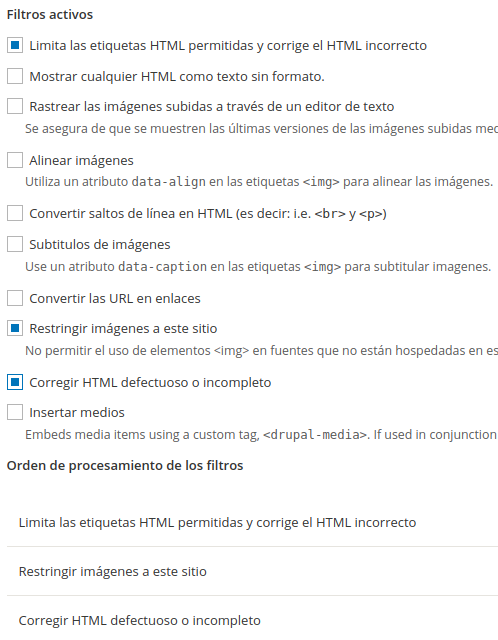 Filtros activos
Limita las etiquetas HTML permitidas y corrige el HTML incorrecto
Mostrar cualquier HTML como texto sin formato.
Rastrear las imágenes subidas a través de un editor de texto
Se asegura de que se muestren las últimas versiones de las imágenes subidas me
Alinear imágenes
Utiliza un atributo data-align en las etiquetas <img> para alinear las imágenes.
Convertir saltos de línea en HTML (es decir: i.e. <br> y <p>)
Subtitulos de imágenes
Use un atributo data-caption en las etiquetas <img> para subtitular imagenes.
Convertir las URL en enlaces
Restringir imágenes a este sitio
No permitir el uso de elementos <img> en fuentes que no están hospedadas en es
Corregir HTML defectuoso o incompleto
Insertar medios
Embeds media items using a custom tag, <drupal-media>. If used in conjunction
Orden de procesamiento de los filtros
Limita las etiquetas HTML permitidas y corrige el HTML incorrecto
Restringir imágenes a este sitio
Corregir HTML defectuoso o incompleto